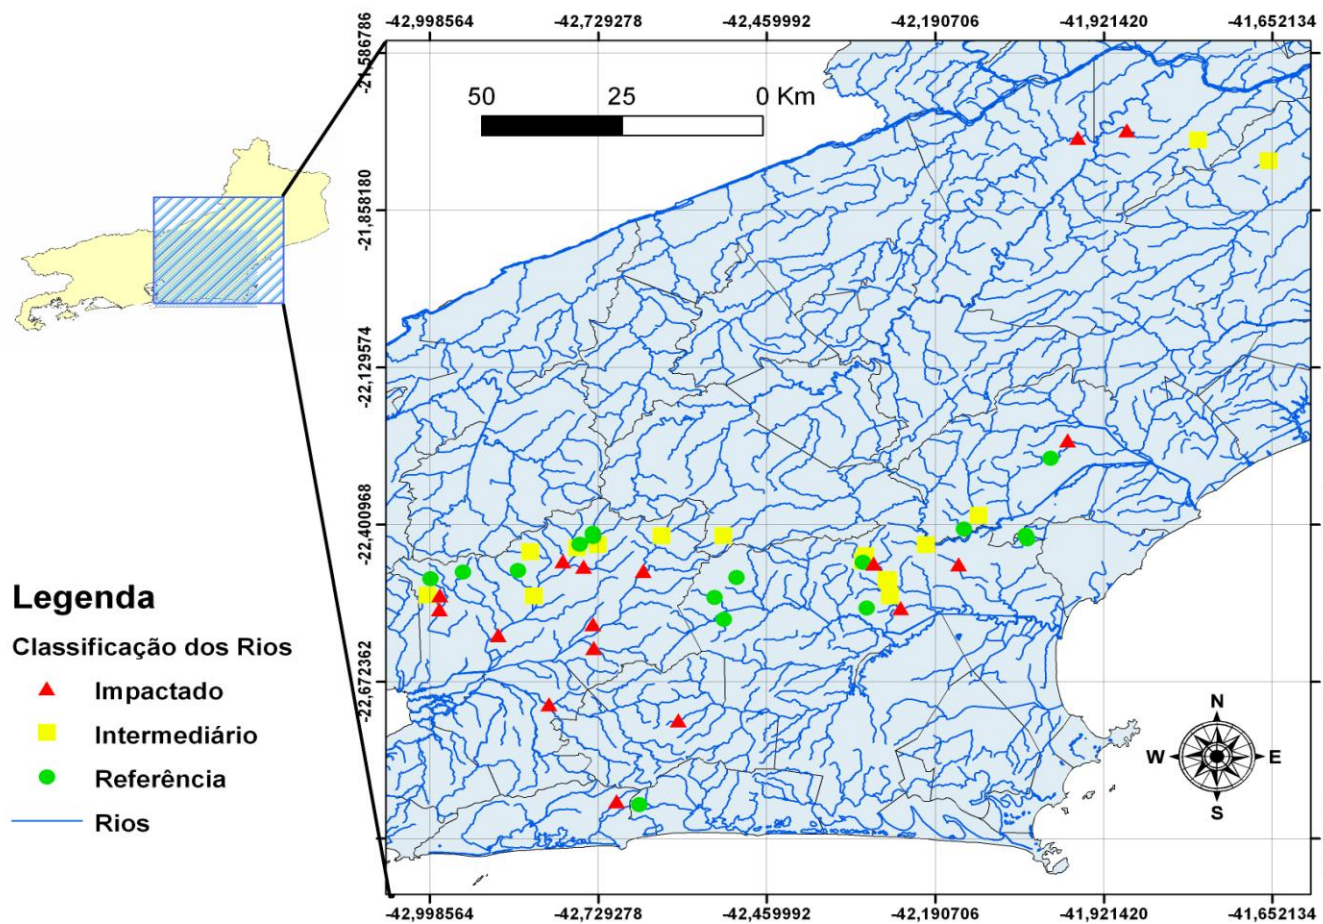 -42,998564 -42,729278 -42,459992 -42,190706 -41,921420 -41,652134
-21,586786
50 25 0 Km
-21,858180
-22,129574
-22,400968
-22,672362
Legenda
Classificação dos Rios
Impactado
Intermediário
Referência
Rios
N
W E
S
-42,998564 -42,729278 -42,459992 -42,190706 -41,921420 -41,652134